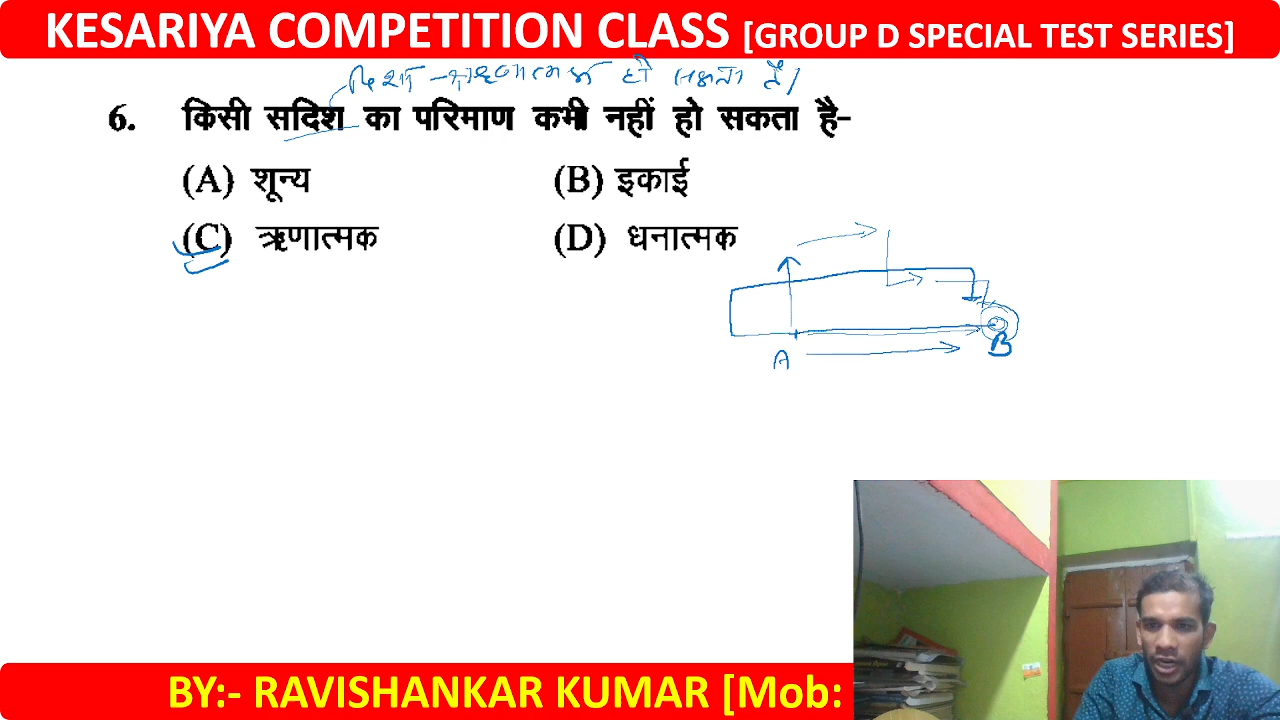 KESARIYA COMPETITION CLASS [GROUP D SPECIAL TEST SERIES]
6. किसी सदिश का परिमाण कभी नहीं हो सकता है-
(A) शून्य (B) इकाई
(C) ऋणात्मक (D) धनात्मक
A B
BY:- RAVISHANKAR KUMAR [Mob: